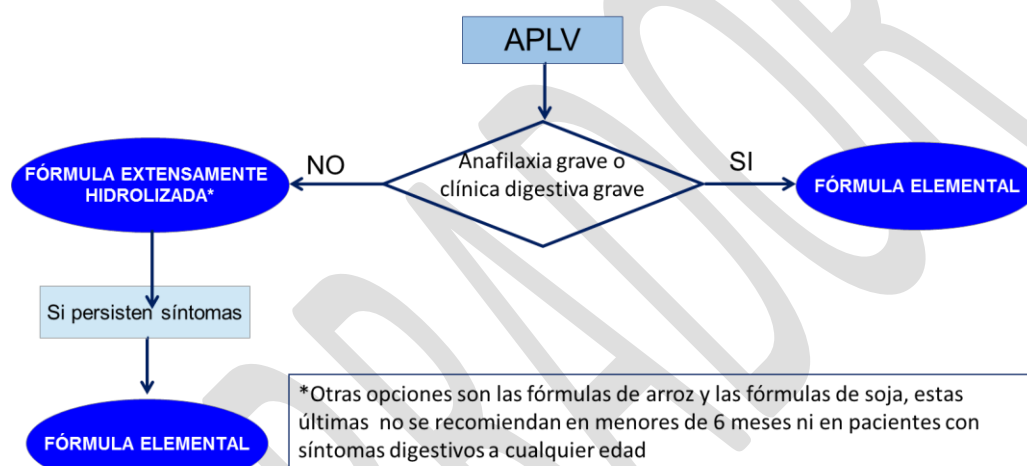 APLV
Anafilaxia grave o
clínica digestiva grave
NO
SI
FÓRMULA EXTENSAMENTE
HIDROLIZADA*
FÓRMULA ELEMENTAL
Si persisten síntomas
FÓRMULA ELEMENTAL
*Otras opciones son las fórmulas de arroz y las fórmulas de soja, estas
últimas no se recomiendan en menores de 6 meses ni en pacientes con
síntomas digestivos a cualquier edad